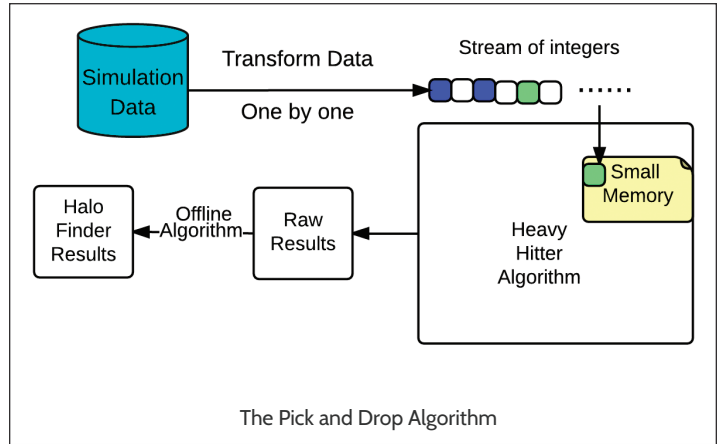 Simulation
Data
Transform Data
One by one
Stream of integers
......
Small
Memory
Heavy
Hitter
Algorithm
Raw
Results
Offline
Algorithm
Halo
Finder
Results
The Pick and Drop Algorithm